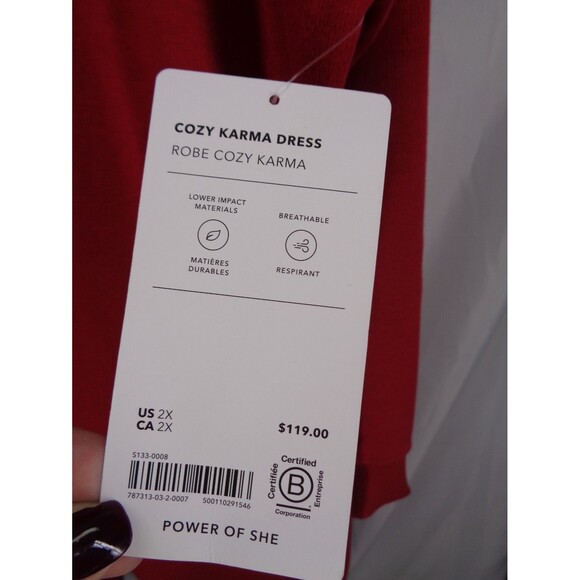 COZY KARMA DRESS
ROBE COZY KARMA
LOWER IMPACT
MATERIALS
MATIÈRES
DURABLES
BREATHABLE
RESPIRANT
US 2X
CA 2X
$119.00
S133-0008
787313-03-2-0007 500110291546
Certified
Certifiée
B
Entreprise
Corporation
POWER OF SHE